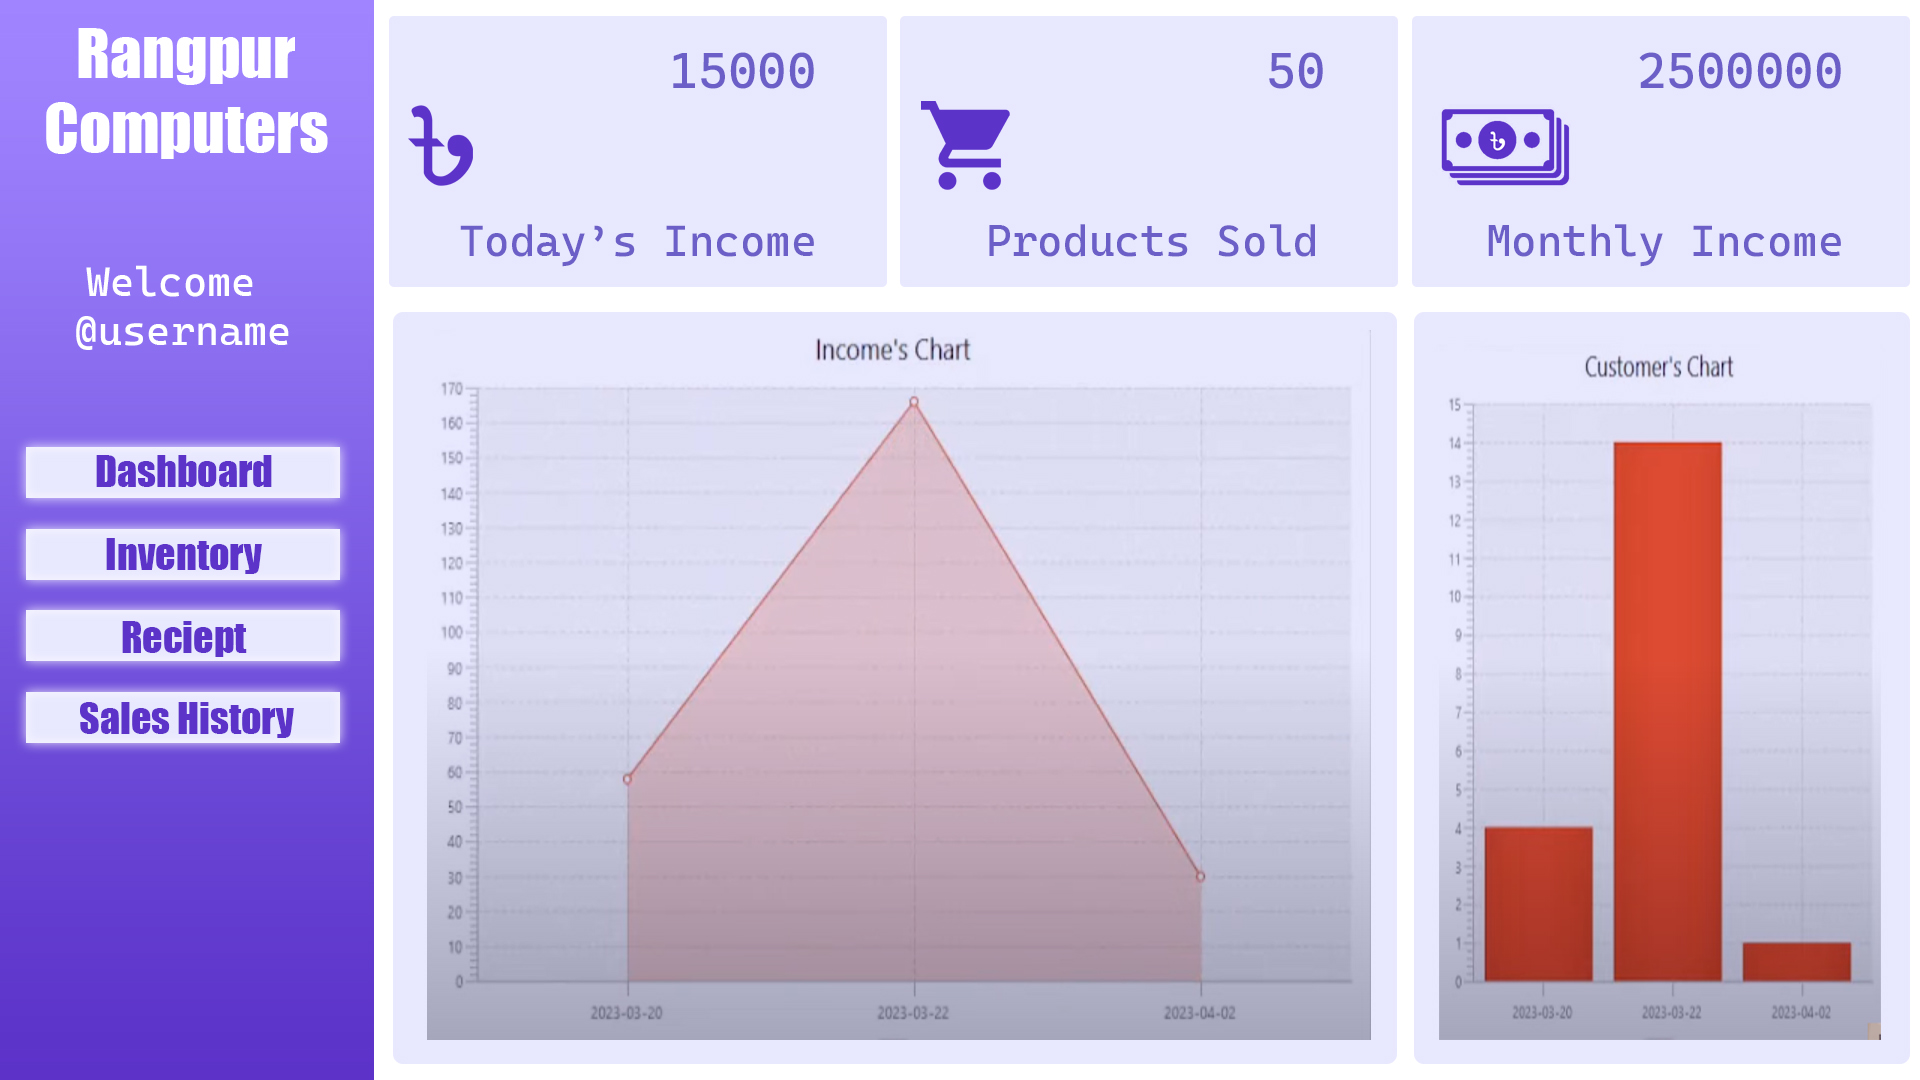 Rangpur
Computers
Welcome
@username
Dashboard
Inventory
Reciept
Sales History
15000
৳
Today’s Income
50
Products Sold
2500000
৳
Monthly Income
Income's Chart
170
160
150
140
130
120
110
100
90
80
70
60
50
40
30
20
10
0
2023-03-20 2023-03-22 2023-04-02
Customer's Chart
15
14
13
12
11
10
9
8
7
6
5
4
3
2
1
0
2023-03-20 2023-03-22 2023-04-02